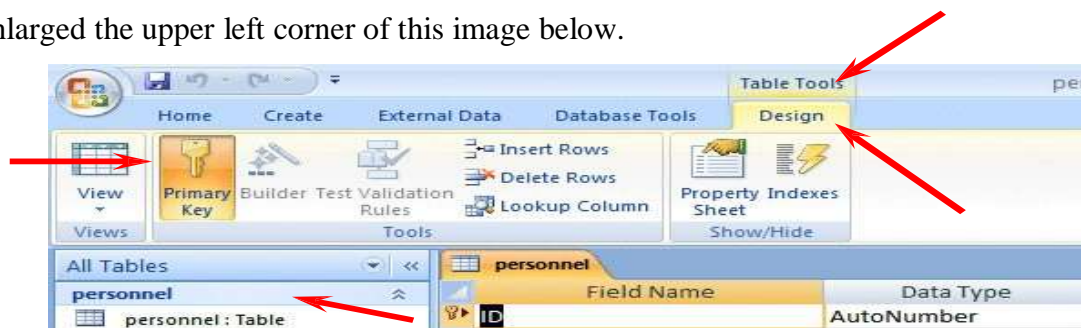 nlarged the upper left corner of this image below.
Table Tools
Home Create External Data Database Tools Design
Insert Rows
Delete Rows
Lookup Column
View Primary Key Builder Test Validation Rules Property Sheet Indexes
Views Tools Show/Hide
All Tables personnel
personnel Field Name Data Type
personnel : Table ID AutoNumber